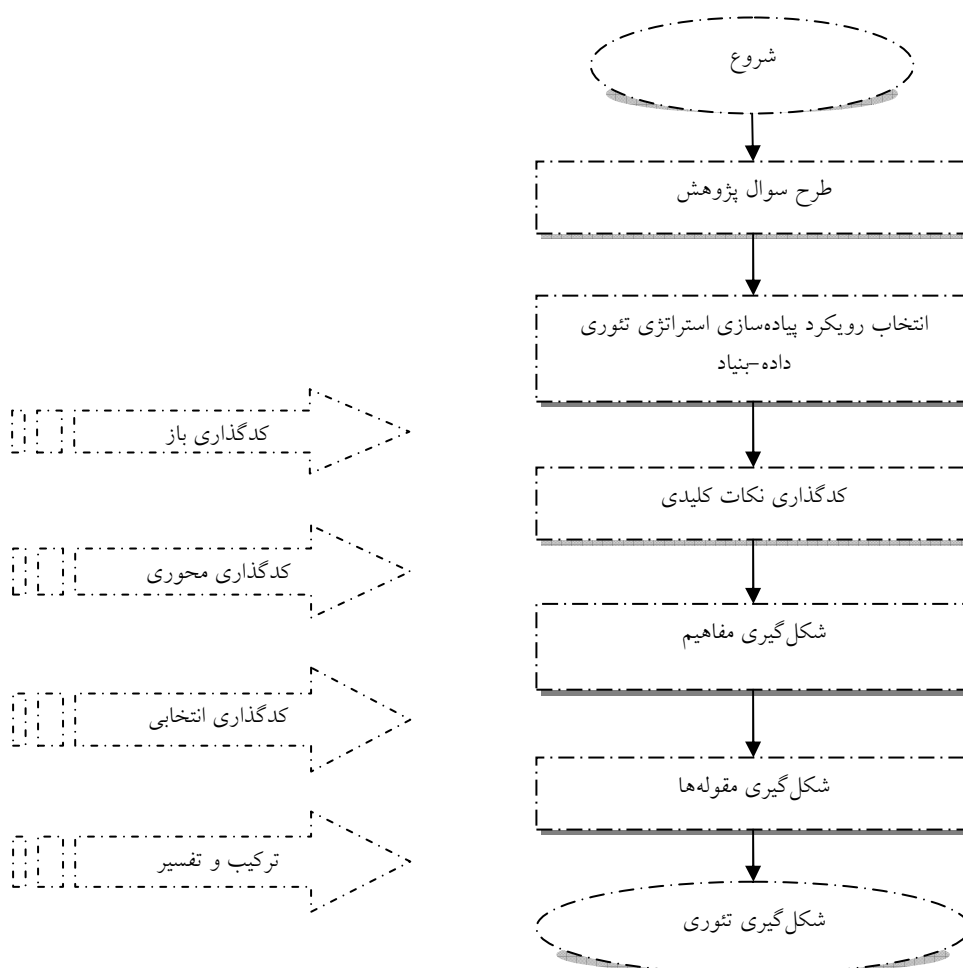 شروع
طرح سوال پژوهش
انتخاب رویکرد پیاده‌سازی استراتژی تئوری
داده-بنیاد
کدگذاری نکات کلیدی
شکل‌گیری مفاهیم
شکل‌گیری مقوله‌ها
شکل‌گیری تئوری
کدگذاری باز
کدگذاری محوری
کدگذاری انتخابی
ترکیب و تفسیر